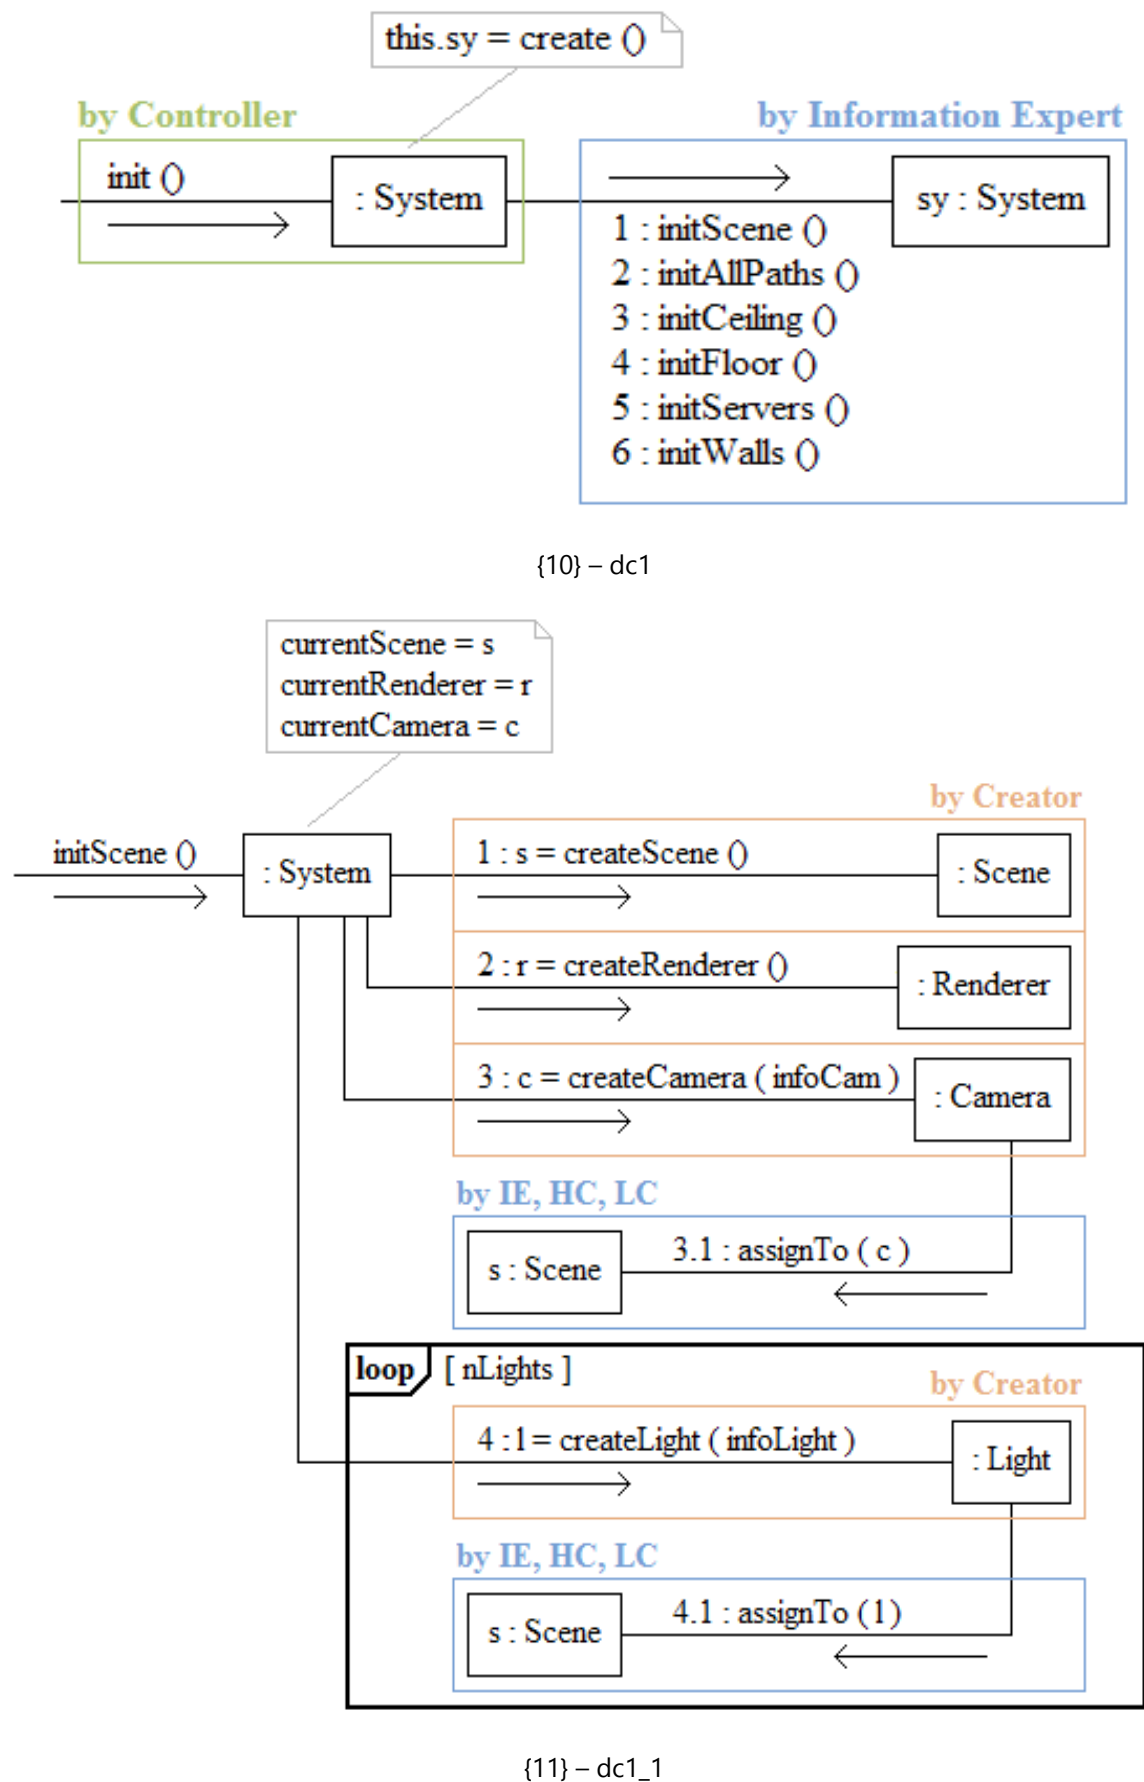 this.sy = create ()
by Controller
by Information Expert
init ()
: System
sy : System
1 : initScene ()
2 : initAllPaths ()
3 : initCeiling ()
4 : initFloor ()
5 : initServers ()
6 : initWalls ()
{10} – dc1
currentScene = s
currentRenderer = r
currentCamera = c
by Creator
initScene ()
: System
1 : s = createScene ()
: Scene
2 : r = createRenderer ()
: Renderer
3 : c = createCamera ( infoCam )
: Camera
by IE, HC, LC
s : Scene
3.1 : assignTo ( c )
loop [ nLights ]
by Creator
4 : l = createLight ( infoLight )
: Light
by IE, HC, LC
s : Scene
4.1 : assignTo ( l )
{11} – dc1_1